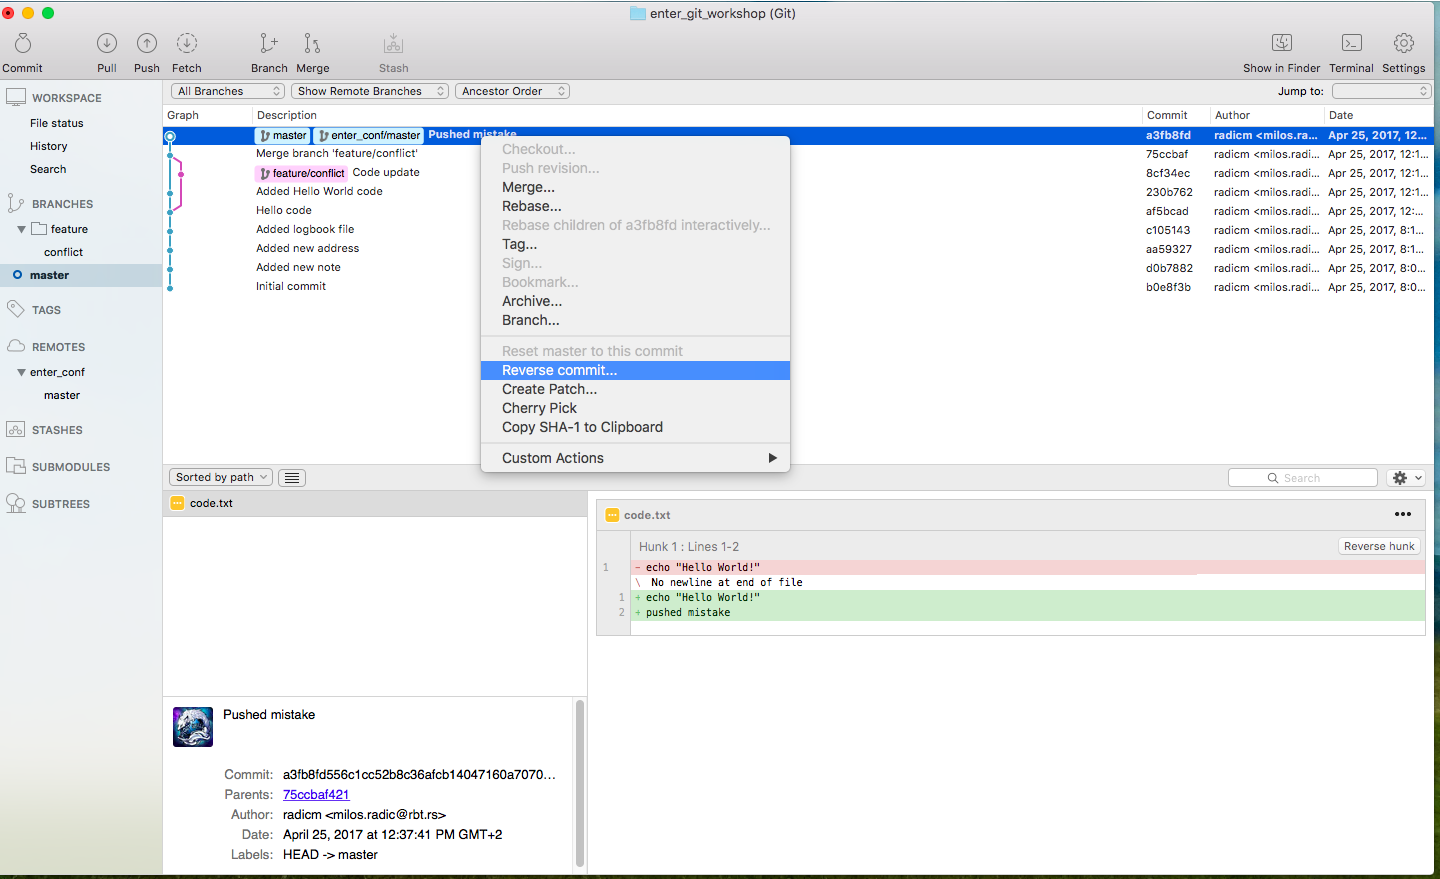 enter_git_workshop (Git)
Commit Pull Push Fetch Branch Merge Stash Show in Finder Terminal Settings
All Branches Show Remote Branches Ancestor Order Jump to:
WORKSPACE
File status
History
Search
BRANCHES
feature
conflict
master
TAGS
REMOTES
enter_conf
master
STASHES
SUBMODULES
SUBTREES
Graph Description Commit Author Date
master enter_conf/master Pushed mistake a3fb8fd radicm <milos.ra... Apr 25, 2017, 12...
Merge branch 'feature/conflict' 75ccbaf radicm <milos.radi... Apr 25, 2017, 12:1...
feature/conflict Code update 8cf34ec radicm <milos.radi... Apr 25, 2017, 12:1...
Added Hello World code 230b762 radicm <milos.radi... Apr 25, 2017, 12:1...
Hello code af5bcad radicm <milos.radi... Apr 25, 2017, 12:...
Added logbook file c105143 radicm <milos.radi... Apr 25, 2017, 8:1...
Added new address aa59327 radicm <milos.radi... Apr 25, 2017, 8:1...
Added new note d0b7882 radicm <milos.radi... Apr 25, 2017, 8:0...
Initial commit b0e8f3b radicm <milos.radi... Apr 25, 2017, 8:0...
Checkout...
Push revision...
Merge...
Rebase...
Rebase children of a3fb8fd interactively...
Tag...
Sign...
Bookmark...
Archive...
Branch...
Reset master to this commit
Reverse commit...
Create Patch...
Cherry Pick
Copy SHA-1 to Clipboard
Custom Actions
Sorted by path Search
code.txt
code.txt
Hunk 1 : Lines 1-2 Reverse hunk
1 - echo "Hello World!"
\ No newline at end of file
1 + echo "Hello World!"
2 + pushed mistake
Pushed mistake
Commit: a3fb8fd556c1cc52b8c36afcb14047160a7070...
Parents: 75ccbaf421
Author: radicm <milos.radic@rbt.rs>
Date: April 25, 2017 at 12:37:41 PM GMT+2
Labels: HEAD -> master